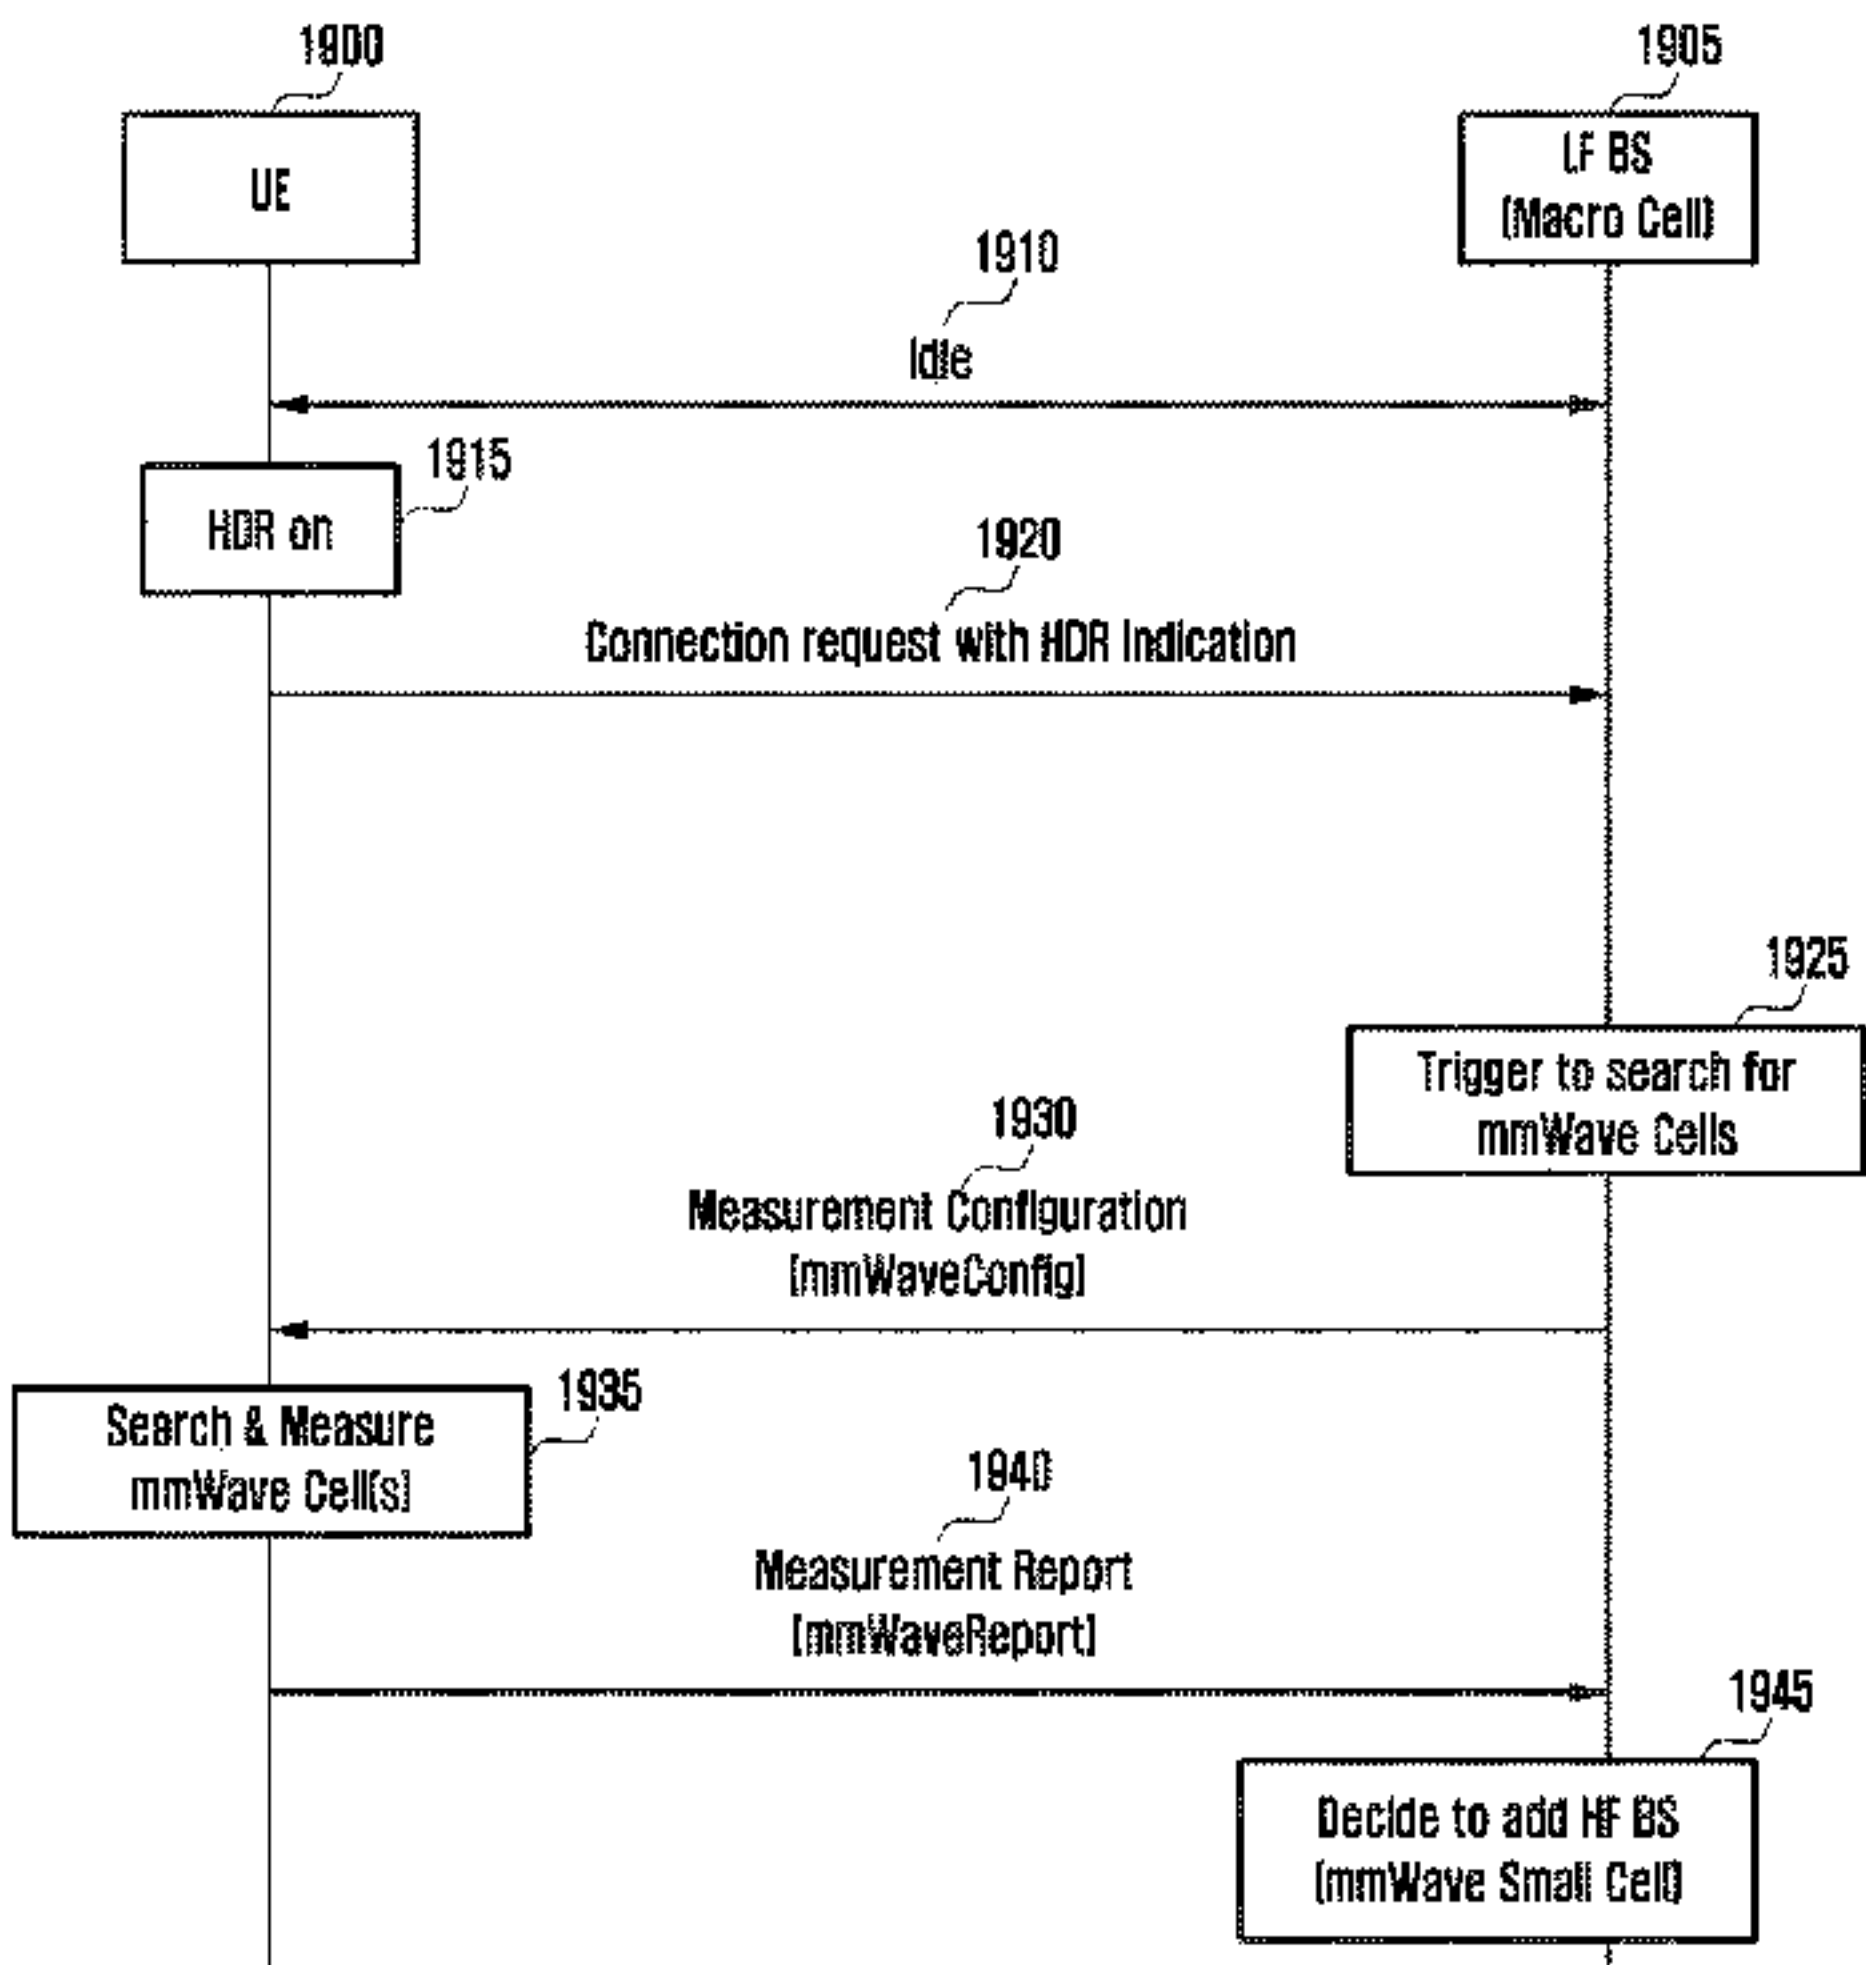 1900
1905
UE
LF BS
(Macro Cell)
1910
Idle
1915
HDR on
1920
Connection request with HDR Indication
1925
Trigger to search for
mmWave Cells
1930
Measurement Configuration
[mmWaveConfig]
1935
Search & Measure
mmWave Cell(s)
1940
Measurement Report
[mmWaveReport]
1945
Decide to add HF BS
(mmWave Small Cell)